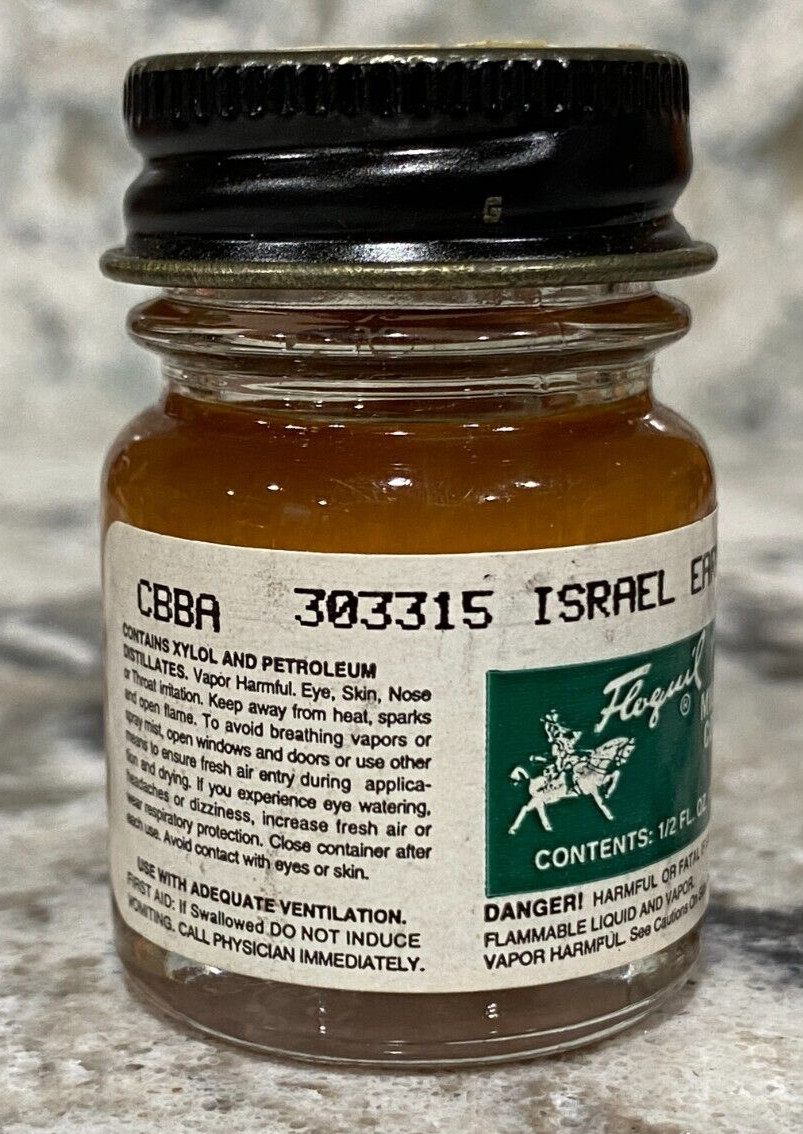 G
CBBA 303315 ISRAEL EAR
CONTAINS XYLOL AND PETROLEUM
DISTILLATES. Vapor Harmful. Eye, Skin, Nose
or Throat irritation. Keep away from heat, sparks
and open flame. To avoid breathing vapors or
spray mist, open windows and doors or use other
means to ensure fresh air entry during applica-
tion and drying. If you experience eye watering,
headaches or dizziness, increase fresh air or
wear respiratory protection. Close container after
each use. Avoid contact with eyes or skin.
USE WITH ADEQUATE VENTILATION.
FIRST AID: If Swallowed DO NOT INDUCE
VOMITING. CALL PHYSICIAN IMMEDIATELY.
Floquil ®
M
C
CONTENTS: 1/2 FL. OZ.
DANGER! HARMFUL OR FATAL
FLAMMABLE LIQUID AND VAPOR.
VAPOR HARMFUL. See Cautions On